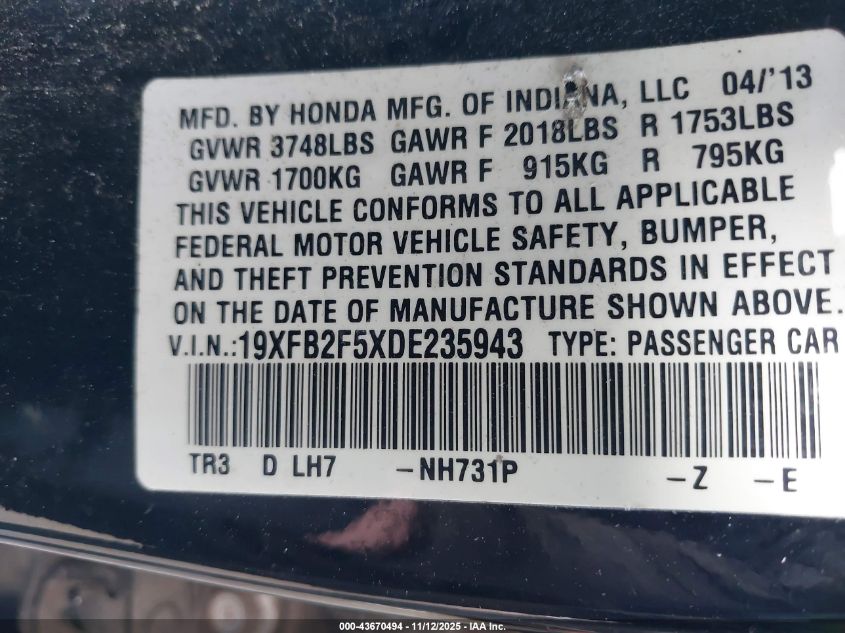 MFD. BY HONDA MFG. OF INDIANA, LLC 04/'13
GVWR 3748LBS GAWR F 2018LBS R 1753LBS
GVWR 1700KG GAWR F 915KG R 795KG
THIS VEHICLE CONFORMS TO ALL APPLICABLE
FEDERAL MOTOR VEHICLE SAFETY, BUMPER,
AND THEFT PREVENTION STANDARDS IN EFFECT
ON THE DATE OF MANUFACTURE SHOWN ABOVE.
V.I.N.:19XFB2F5XDE235943 TYPE: PASSENGER CAR
TR3 D LH7 -NH731P -Z -E
000-43670494 - 11/12/2025 - IAA Inc.